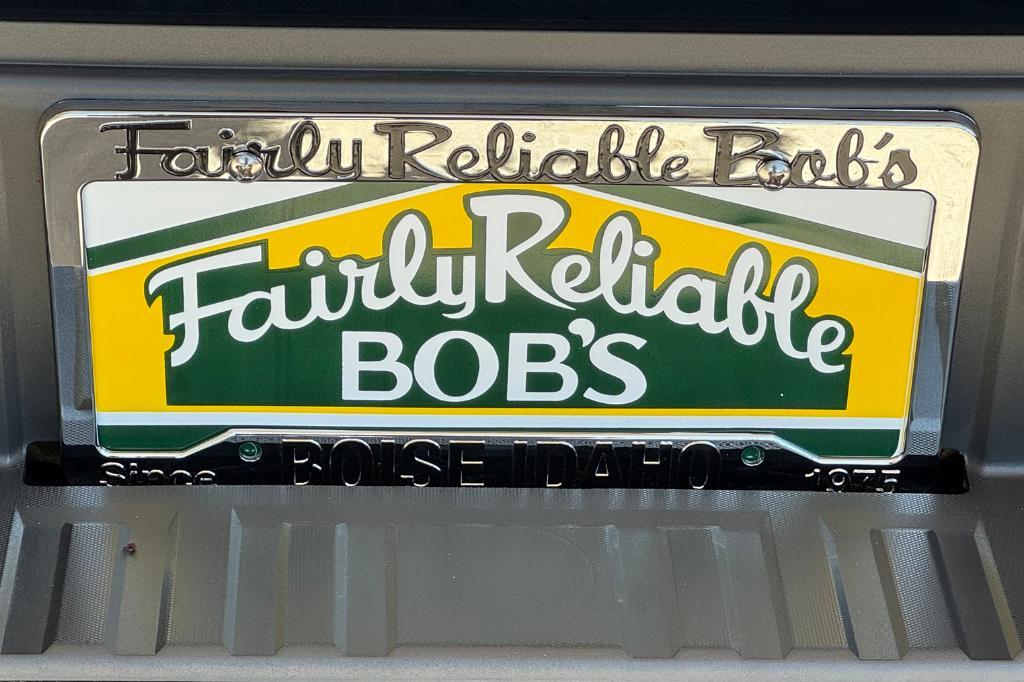 Fairly Reliable Bob's
Fairly Reliable
BOB'S
Since BOISE IDAHO 1975